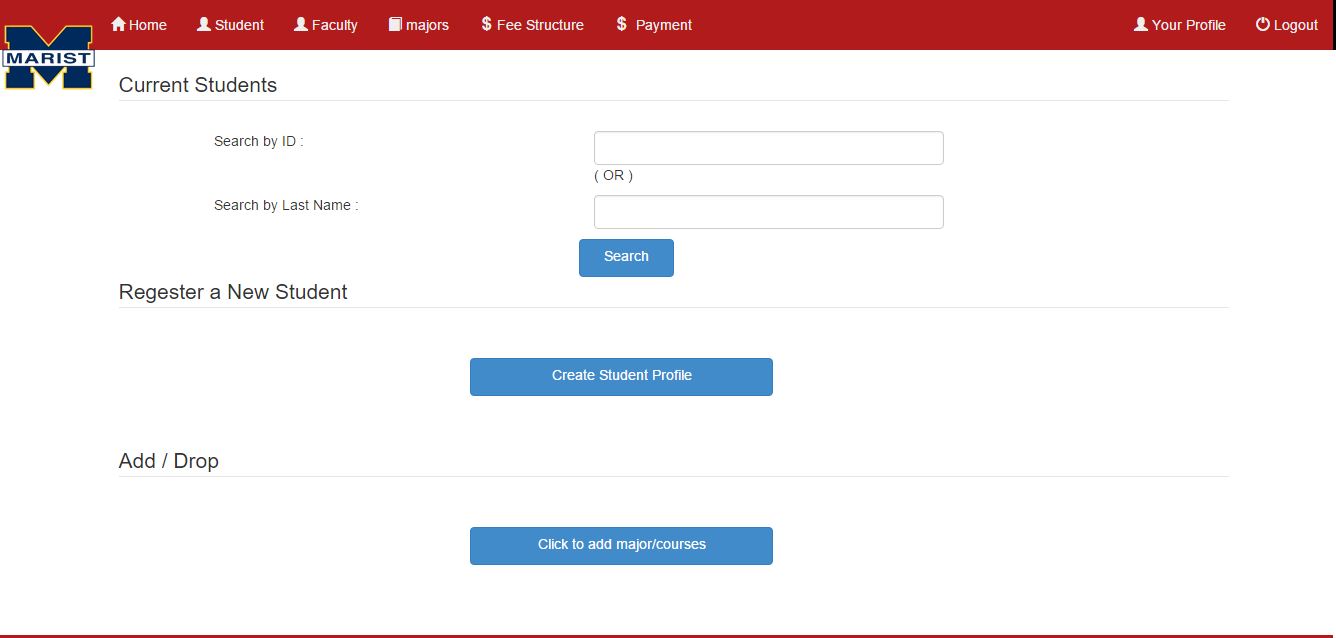 Home Student Faculty majors $ Fee Structure $ Payment Your Profile Logout
MARIST
Current Students
Search by ID :
( OR )
Search by Last Name :
Search
Regester a New Student
Create Student Profile
Add / Drop
Click to add major/courses